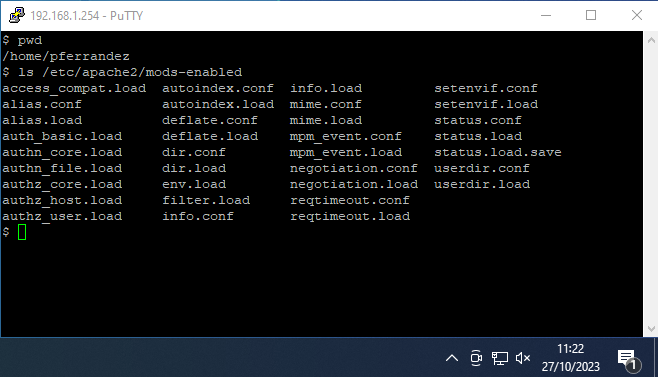 192.168.1.254 - PuTTY
$ pwd
/home/pferrandez
$ ls /etc/apache2/mods-enabled
access_compat.load  autoindex.conf  info.load         setenvif.conf
alias.conf          autoindex.load  mime.conf         setenvif.load
alias.load          deflate.conf    mime.load         status.conf
auth_basic.load     deflate.load    mpm_event.conf    status.load
authn_core.load     dir.conf        mpm_event.load    status.load.save
authn_file.load     dir.load        negotiation.conf  userdir.conf
authz_core.load     env.load        negotiation.load  userdir.load
authz_host.load     filter.load     reqtimeout.conf
authz_user.load     info.conf       reqtimeout.load
$
11:22
27/10/2023
1